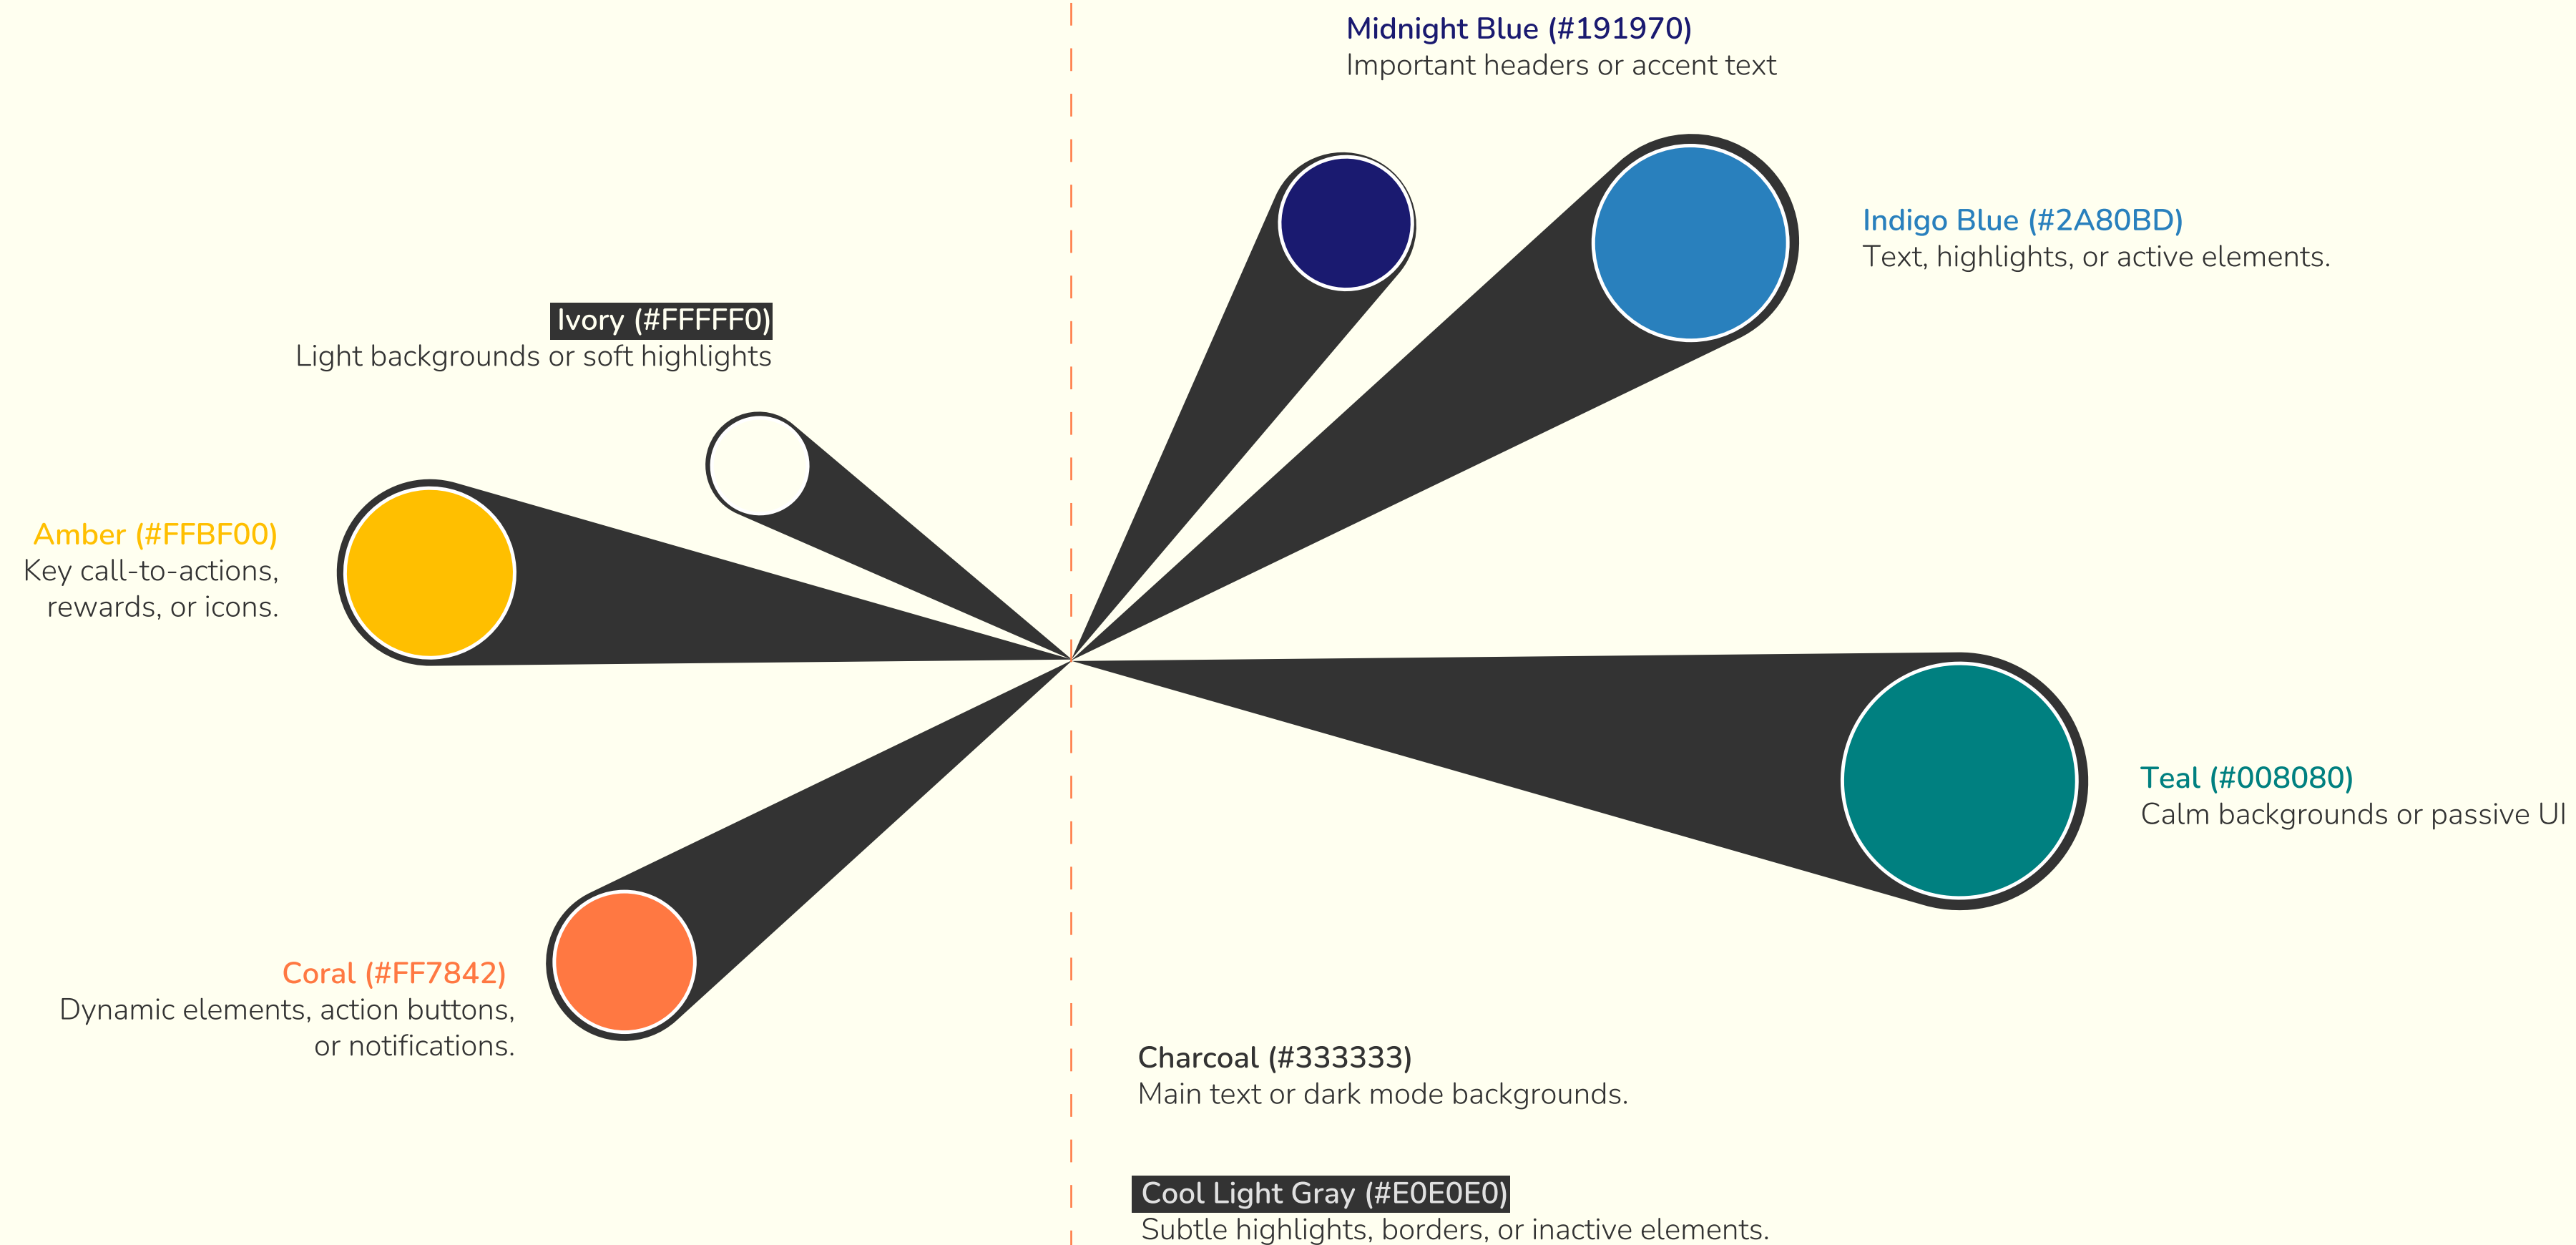 Midnight Blue (#191970)
Important headers or accent text
Indigo Blue (#2A80BD)
Text, highlights, or active elements.
Ivory (#FFFFF0)
Light backgrounds or soft highlights
Amber (#FFBF00)
Key call-to-actions,
rewards, or icons.
Teal (#008080)
Calm backgrounds or passive UI
Coral (#FF7842)
Dynamic elements, action buttons,
or notifications.
Charcoal (#333333)
Main text or dark mode backgrounds.
Cool Light Gray (#E0E0E0)
Subtle highlights, borders, or inactive elements.